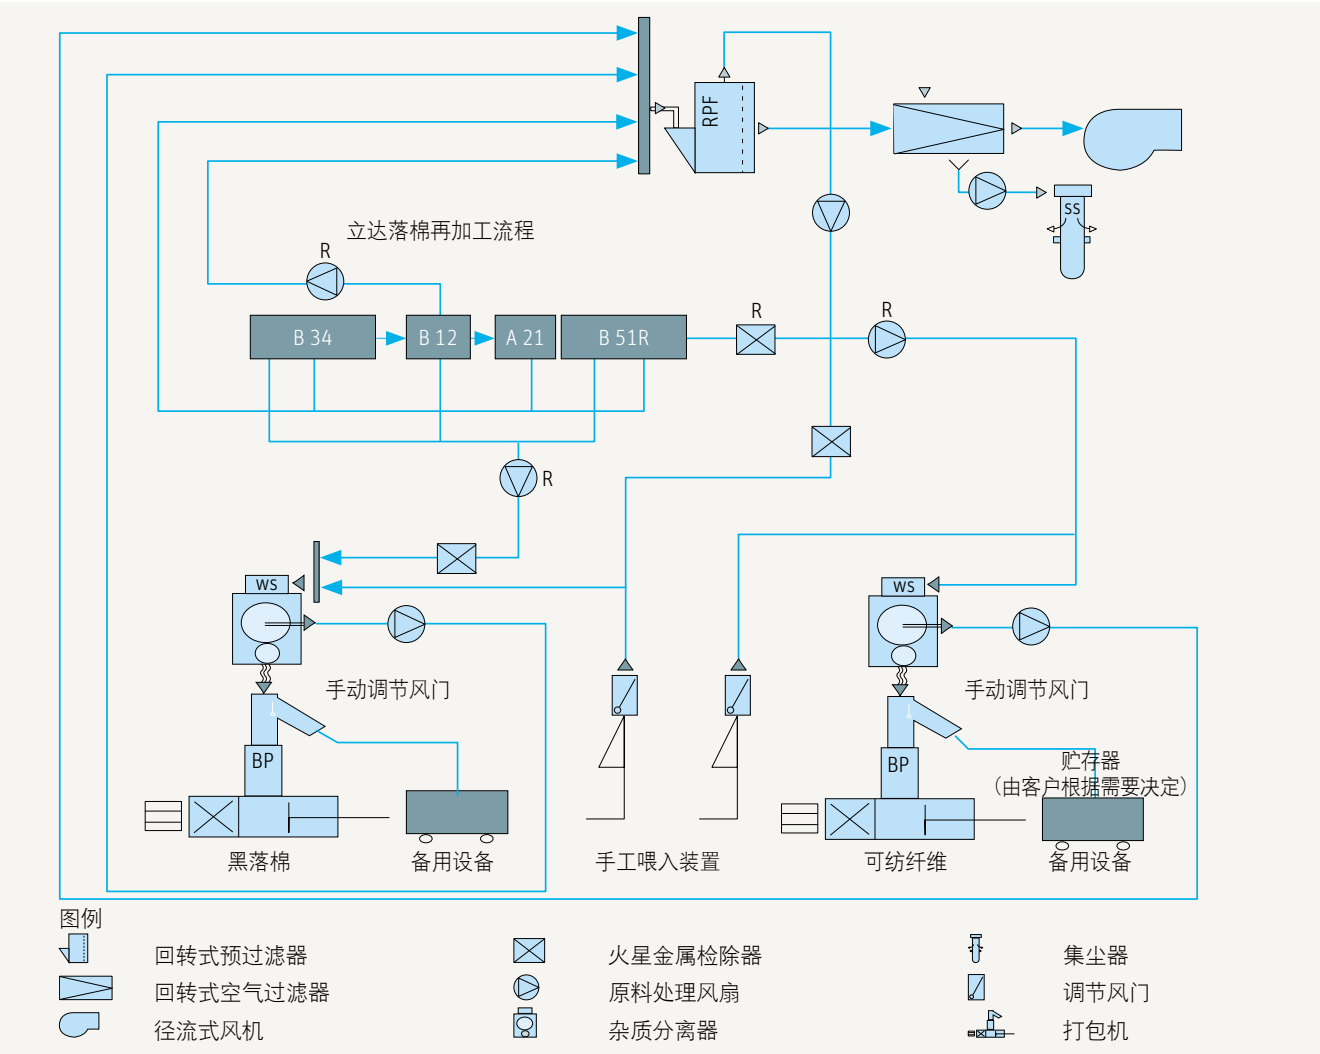 RPF
SS
立达落棉再加工流程
R
B 34
B 12
A 21
B 51R
R
R
R
WS
WS
手动调节风门
手动调节风门
BP
BP
贮存器
（由客户根据需要决定）
黑落棉
备用设备
手工喂入装置
可纺纤维
备用设备
图例
回转式预过滤器
火星金属检除器
集尘器
回转式空气过滤器
原料处理风扇
调节风门
径流式风机
杂质分离器
打包机